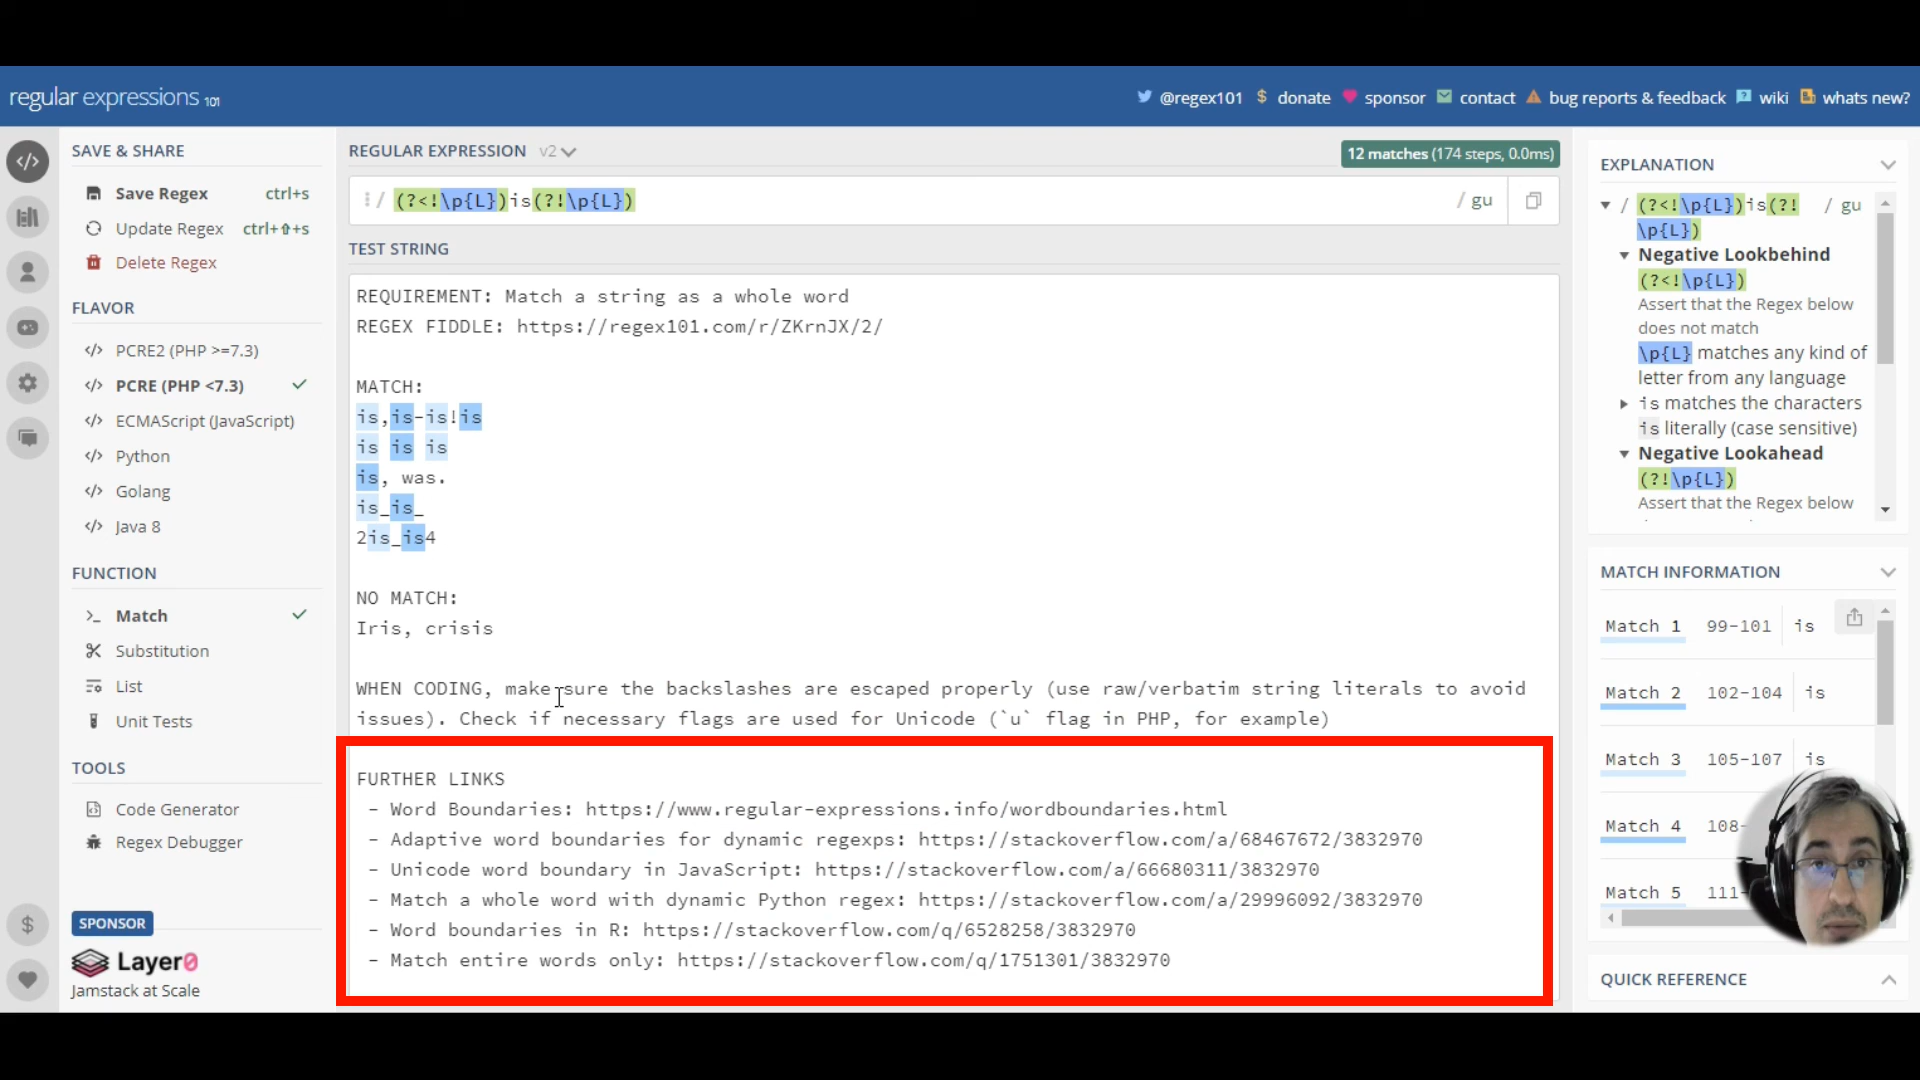 regular expressions 101
@regex101
$ donate
sponsor
contact
bug reports & feedback
wiki
whats new?
SAVE & SHARE
Save Regex ctrl+s
Update Regex ctrl+⇧+s
Delete Regex
FLAVOR
</> PCRE2 (PHP >=7.3)
</> PCRE (PHP <7.3)
</> ECMAScript (JavaScript)
</> Python
</> Golang
</> Java 8
FUNCTION
>_ Match
Substitution
List
Unit Tests
TOOLS
Code Generator
Regex Debugger
SPONSOR
Layer0
Jamstack at Scale
REGULAR EXPRESSION v2
12 matches (174 steps, 0.0ms)
/ (?<!\p{L})is(?!\p{L}) / gu
TEST STRING
REQUIREMENT: Match a string as a whole word
REGEX FIDDLE: https://regex101.com/r/ZKrnJX/2/
MATCH:
is,is-is!is
is is is
is, was.
is_is_
2is_is4
NO MATCH:
Iris, crisis
WHEN CODING, make sure the backslashes are escaped properly (use raw/verbatim string literals to avoid
issues). Check if necessary flags are used for Unicode (`u` flag in PHP, for example)
FURTHER LINKS
- Word Boundaries: https://www.regular-expressions.info/wordboundaries.html
- Adaptive word boundaries for dynamic regexps: https://stackoverflow.com/a/68467672/3832970
- Unicode word boundary in JavaScript: https://stackoverflow.com/a/66680311/3832970
- Match a whole word with dynamic Python regex: https://stackoverflow.com/a/29996092/3832970
- Word boundaries in R: https://stackoverflow.com/q/6528258/3832970
- Match entire words only: https://stackoverflow.com/q/1751301/3832970
EXPLANATION
/ (?<!\p{L})is(?! / gu
\p{L})
Negative Lookbehind
(?<!\p{L})
Assert that the Regex below
does not match
\p{L} matches any kind of
letter from any language
is matches the characters
is literally (case sensitive)
Negative Lookahead
(?!\p{L})
Assert that the Regex below
MATCH INFORMATION
Match 1 99-101 is
Match 2 102-104 is
Match 3 105-107 is
Match 4 108-
Match 5 111-
QUICK REFERENCE